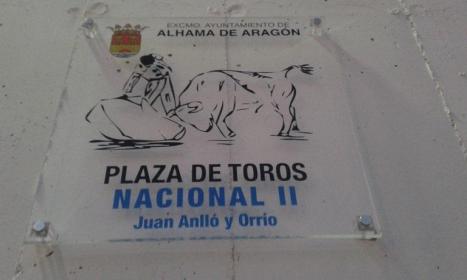 EXCMO. AYUNTAMIENTO DE
ALHAMA DE ARAGÓN
PLAZA DE TOROS
NACIONAL II
Juan Anlló y Orrio